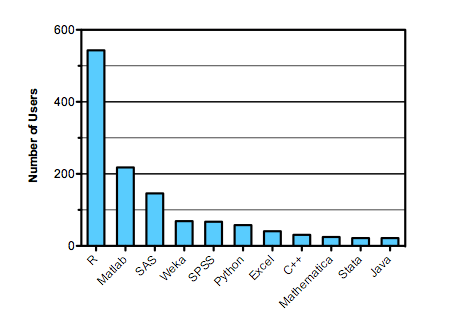 600
400
200
0
Number of Users
R
Matlab
SAS
Weka
SPSS
Python
Excel
C++
Mathematica
Stata
Java